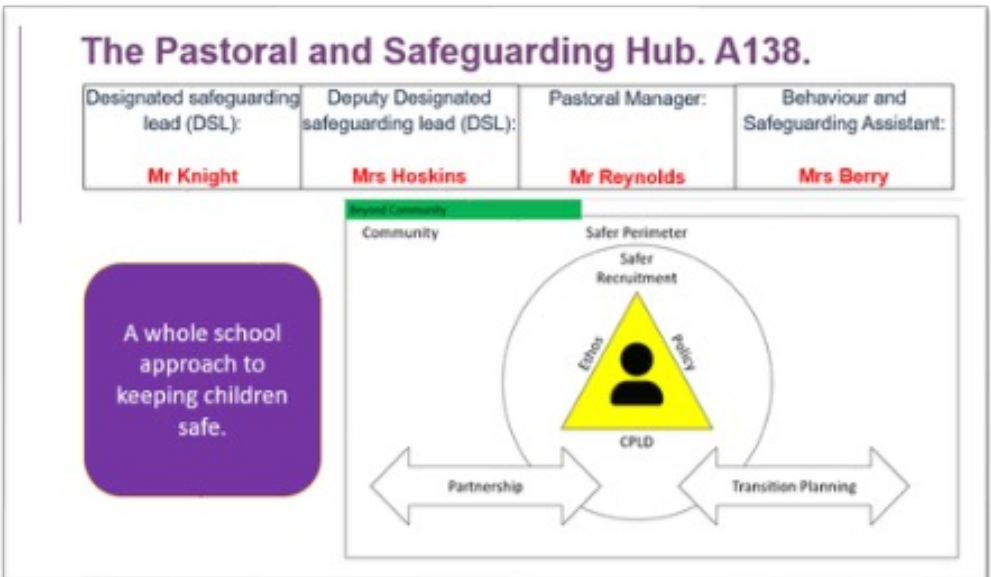 The Pastoral and Safeguarding Hub. A138.
Designated safeguarding
lead (DSL):
Mr Knight
Deputy Designated
safeguarding lead (DSL):
Mrs Hoskins
Pastoral Manager:
Mr Reynolds
Behaviour and
Safeguarding Assistant:
Mrs Berry
Beyond Community
Community
Safer Perimeter
Safer
Recruitment
Ethos
Policy
CPLD
Partnership
Transition Planning
A whole school
approach to
keeping children
safe.